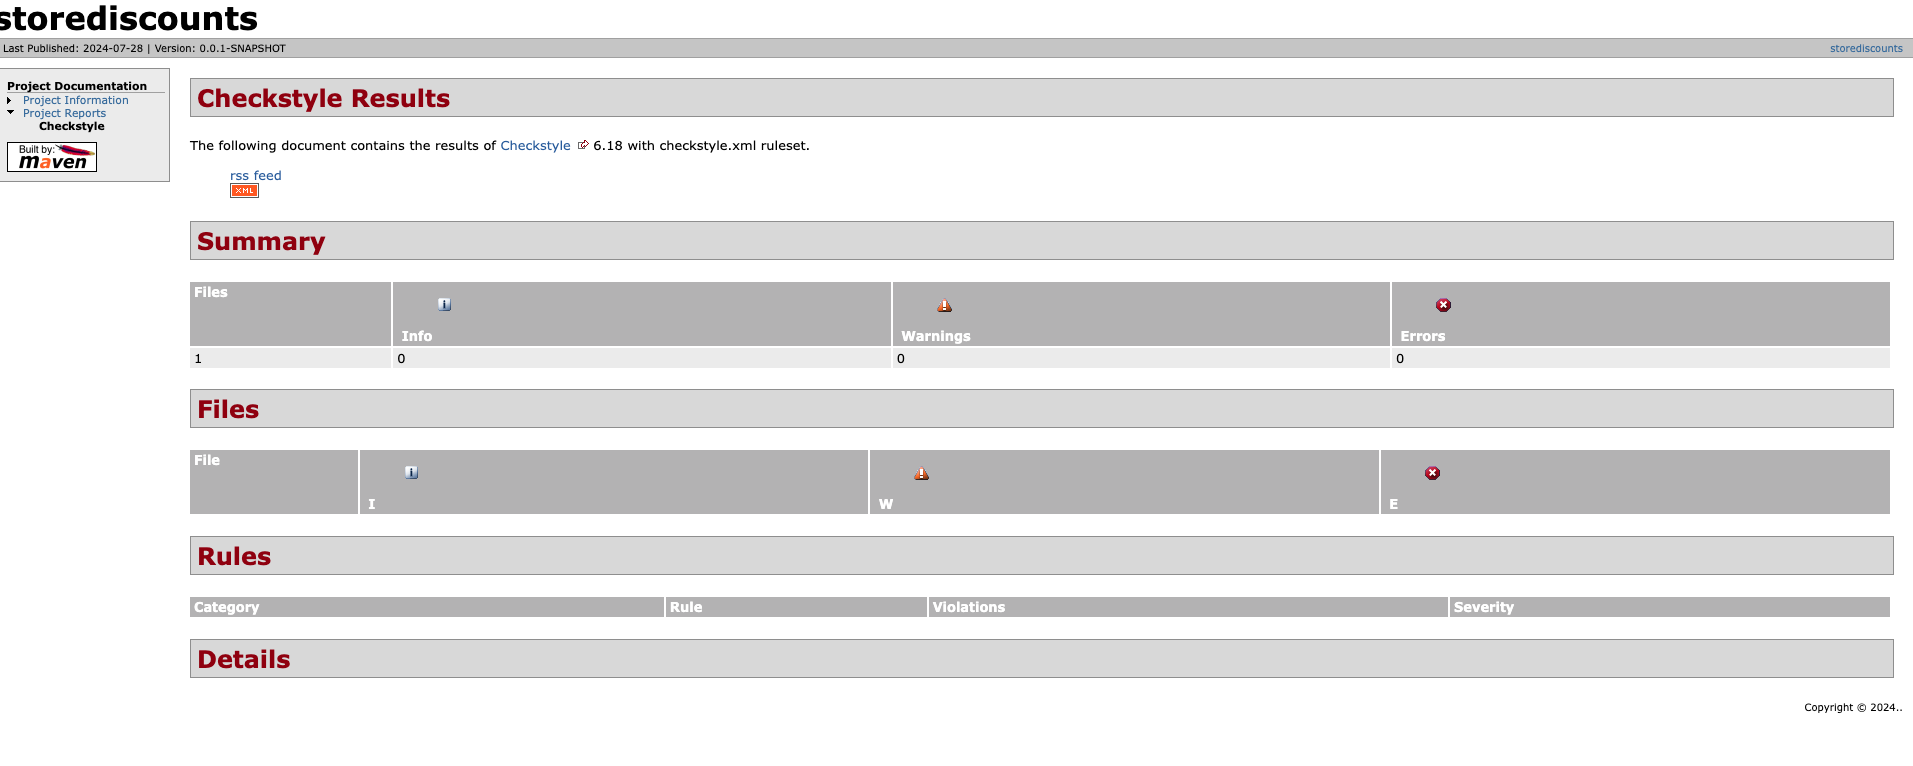 storediscounts
Last Published: 2024-07-28 | Version: 0.0.1-SNAPSHOT
storediscounts
Project Documentation
Project Information
Project Reports
Checkstyle
Built by:
maven
Checkstyle Results
The following document contains the results of Checkstyle 6.18 with checkstyle.xml ruleset.
rss feed
XML
Summary
Files Info Warnings Errors
1 0 0 0
Files
File I W E
Rules
Category Rule Violations Severity
Details
Copyright © 2024..